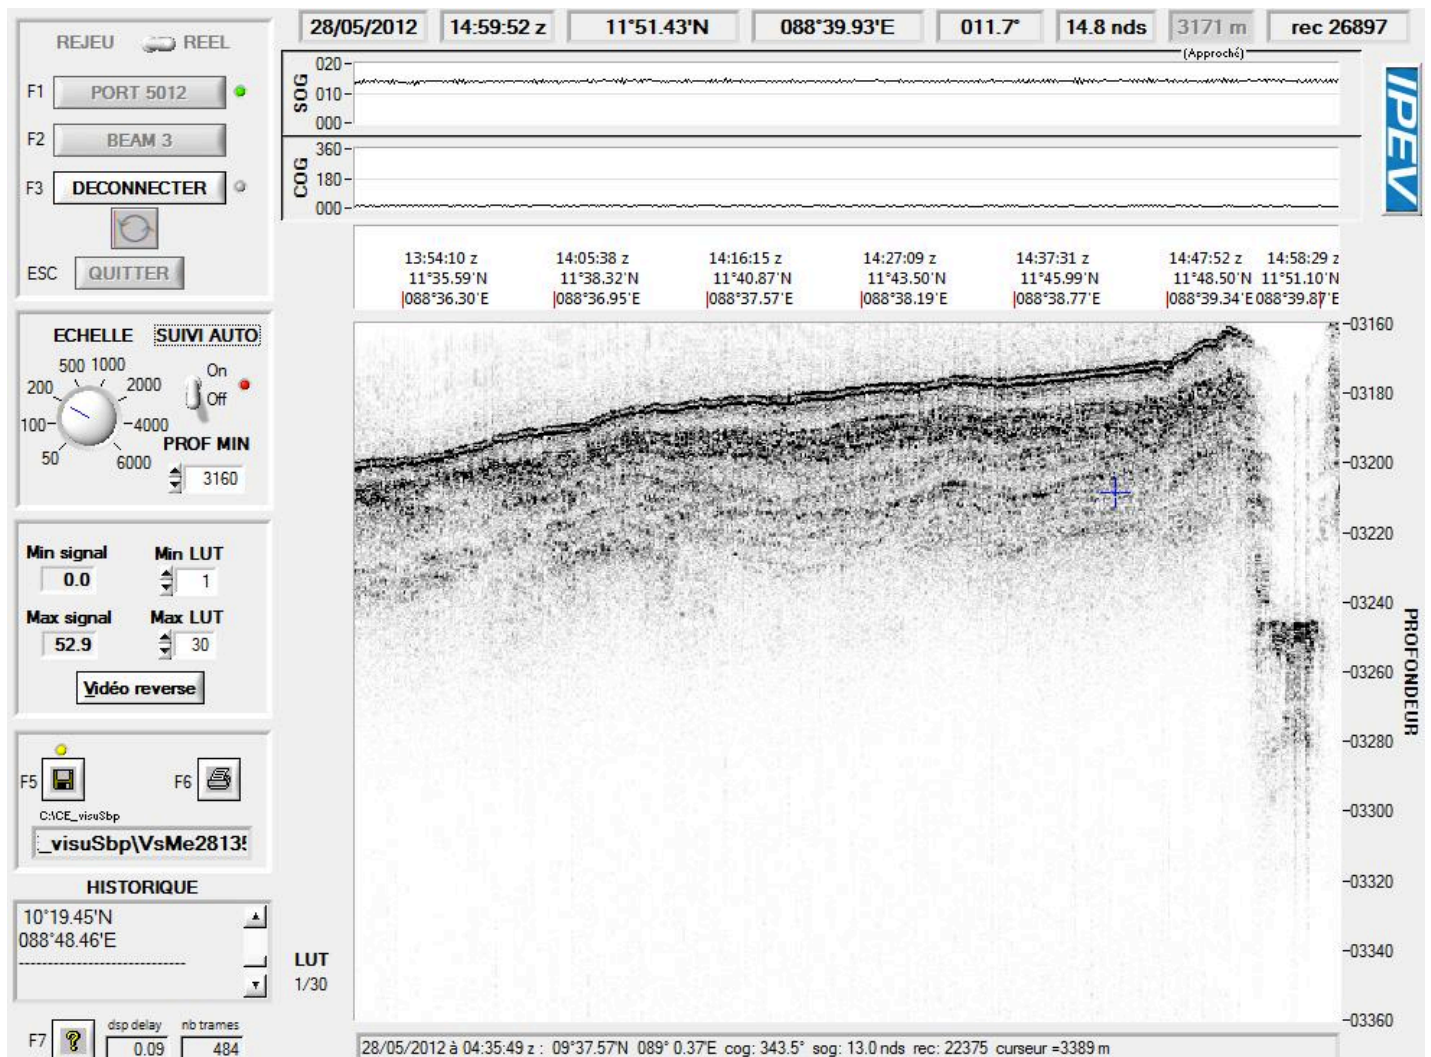 28/05/2012 14:59:52 z 11°51.43'N 088°39.93'E 011.7° 14.8 nds 3171 m rec 26897
(Approché)
REJEU REEL
F1 PORT 5012
F2 BEAM 3
F3 DECONNECTER
ESC QUITTER
SOG
020
010
000
COG
360
180
000
IPEV
13:54:10 z 14:05:38 z 14:16:15 z 14:27:09 z 14:37:31 z 14:47:52 z 14:58:29 z
11°35.59'N 11°38.32'N 11°40.87'N 11°43.50'N 11°45.99'N 11°48.50'N 11°51.10'N
088°36.30'E 088°36.95'E 088°37.57'E 088°38.19'E 088°38.77'E 088°39.34'E 088°39.87'E
ECHELLE SUIVI AUTO
500 1000
200 2000
100 4000
50 6000
On
Off
PROF MIN
3160
Min signal Min LUT
0.0 1
Max signal Max LUT
52.9 30
Vidéo reverse
F5 F6
C:\CE_visuSbp
_visuSbp\VsMe2813
HISTORIQUE
10°19.45'N
088°48.46'E
---------------------------
LUT
1/30
F7 dsp delay nb trames
0.09 484
03160
03180
03200
03220
03240
03260
03280
03300
03320
03340
03360
PROFONDEUR
28/05/2012 à 04:35:49 z : 09°37.57'N 089° 0.37'E cog: 343.5° sog: 13.0 nds rec: 22375 curseur =3389 m